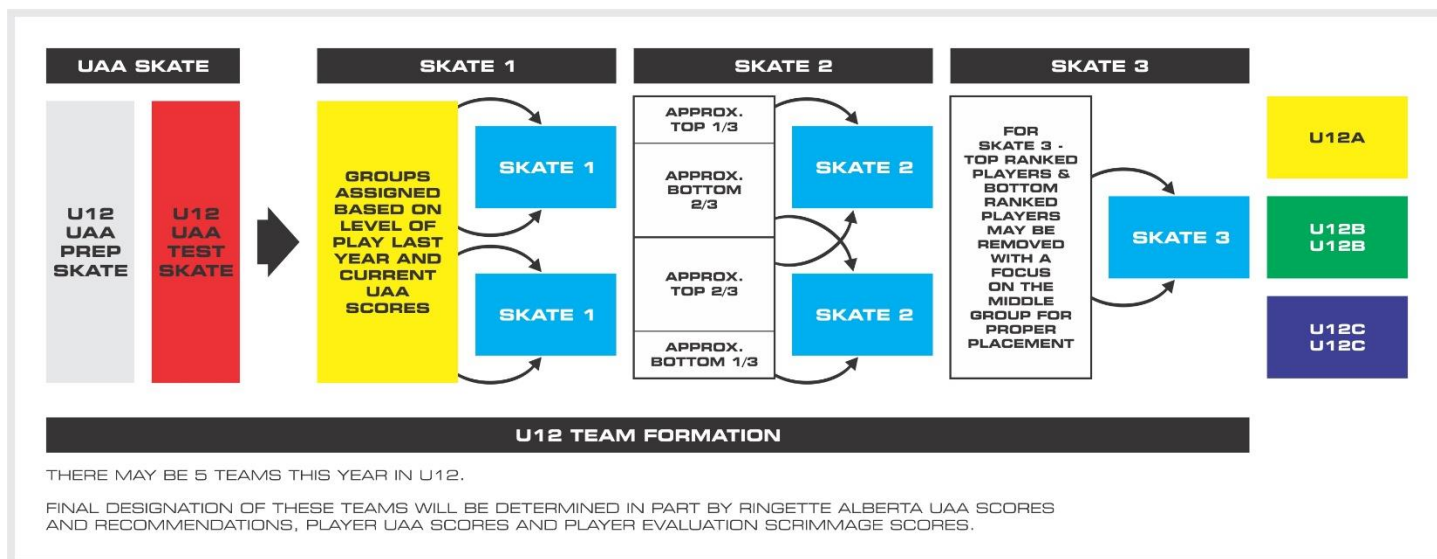 UAA SKATE
SKATE 1
SKATE 2
SKATE 3
U12
UAA
PREP
SKATE
U12
UAA
TEST
SKATE
GROUPS
ASSIGNED
BASED ON
LEVEL OF
PLAY LAST
YEAR AND
CURRENT
UAA
SCORES
SKATE 1
SKATE 1
APPROX.
TOP 1/3
APPROX.
BOTTOM
2/3
APPROX.
TOP 2/3
APPROX.
BOTTOM 1/3
SKATE 2
SKATE 2
FOR
SKATE 3 -
TOP RANKED
PLAYERS &
BOTTOM
RANKED
PLAYERS
MAY BE
REMOVED
WITH A
FOCUS
ON THE
MIDDLE
GROUP FOR
PROPER
PLACEMENT
SKATE 3
U12A
U12B
U12B
U12C
U12C
U12 TEAM FORMATION
THERE MAY BE 5 TEAMS THIS YEAR IN U12.
FINAL DESIGNATION OF THESE TEAMS WILL BE DETERMINED IN PART BY RINGETTE ALBERTA UAA SCORES
AND RECOMMENDATIONS, PLAYER UAA SCORES AND PLAYER EVALUATION SCRIMMAGE SCORES.